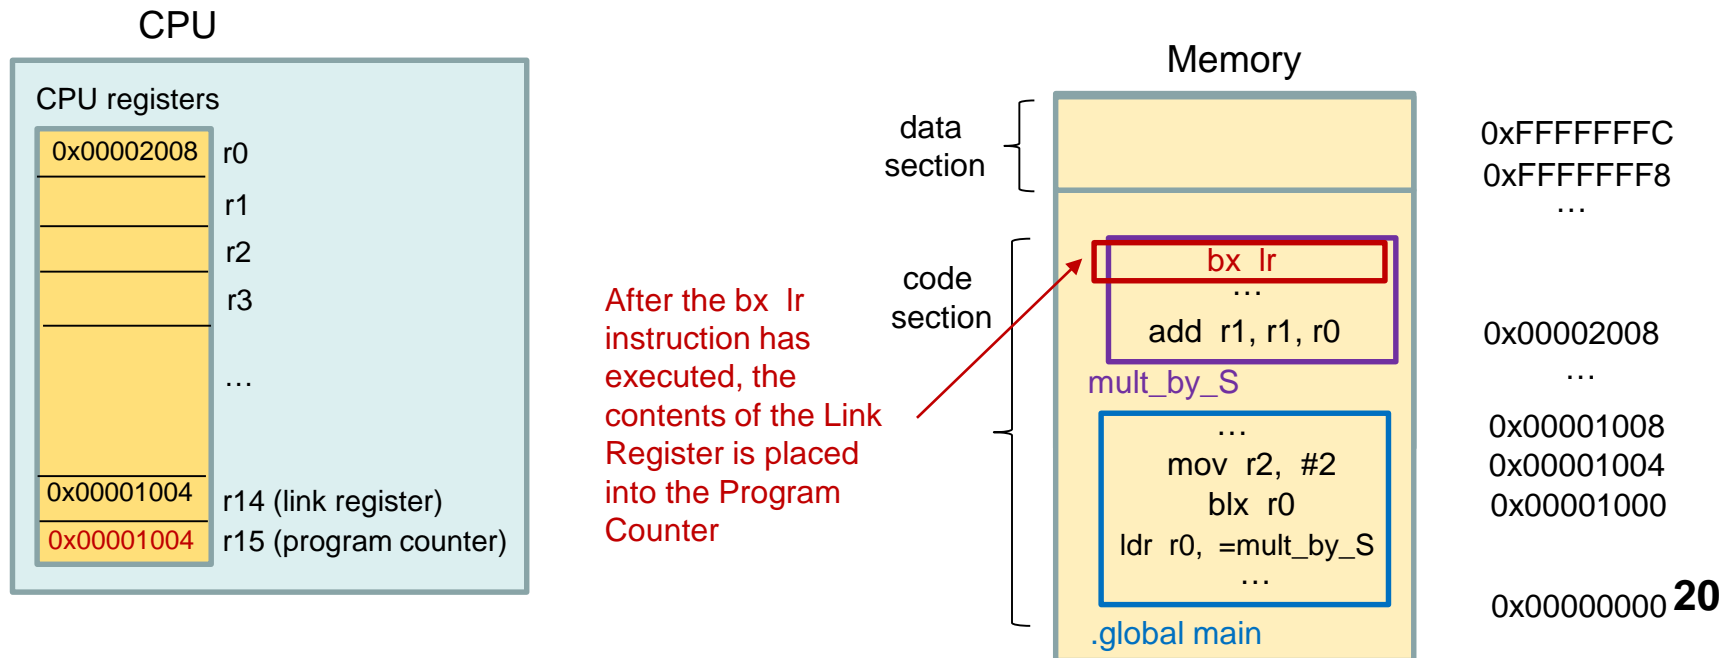 CPU
CPU registers
0x00002008 r0
r1
r2
r3
…
0x00001004 r14 (link register)
0x00001004 r15 (program counter)
After the bx lr
instruction has
executed, the
contents of the Link
Register is placed
into the Program
Counter
Memory
data
section
code
section
bx lr
…
add r1, r1, r0
mult_by_S
…
mov r2, #2
blx r0
ldr r0, =mult_by_S
…
.global main
0xFFFFFFFC
0xFFFFFFF8
…
0x00002008
…
0x00001008
0x00001004
0x00001000
0x00000000
20